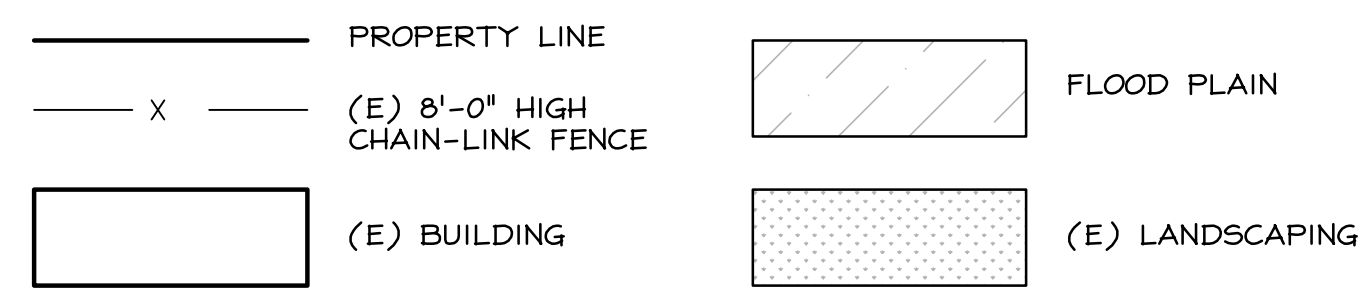 PROPERTY LINE
X
(E) 8'-0" HIGH
CHAIN-LINK FENCE
(E) BUILDING
FLOOD PLAIN
(E) LANDSCAPING